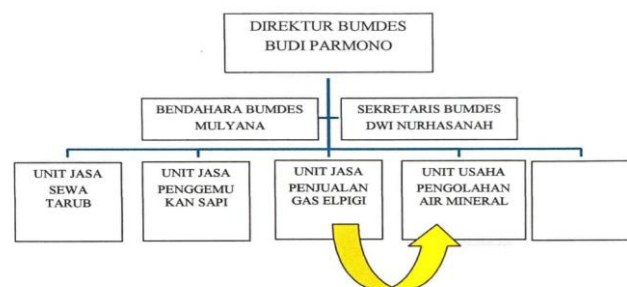 DIREKTUR BUMDES
BUDI PARMONO
BENDAHARA BUMDES
MULYANA
SEKRETARIS BUMDES
DWI NURHASANAH
UNIT JASA
SEWA
TARUB
UNIT JASA
PENGGEMU
KAN SAPI
UNIT JASA
PENJUALAN
GAS ELPIGI
UNIT USAHA
PENGOLAHAN
AIR MINERAL